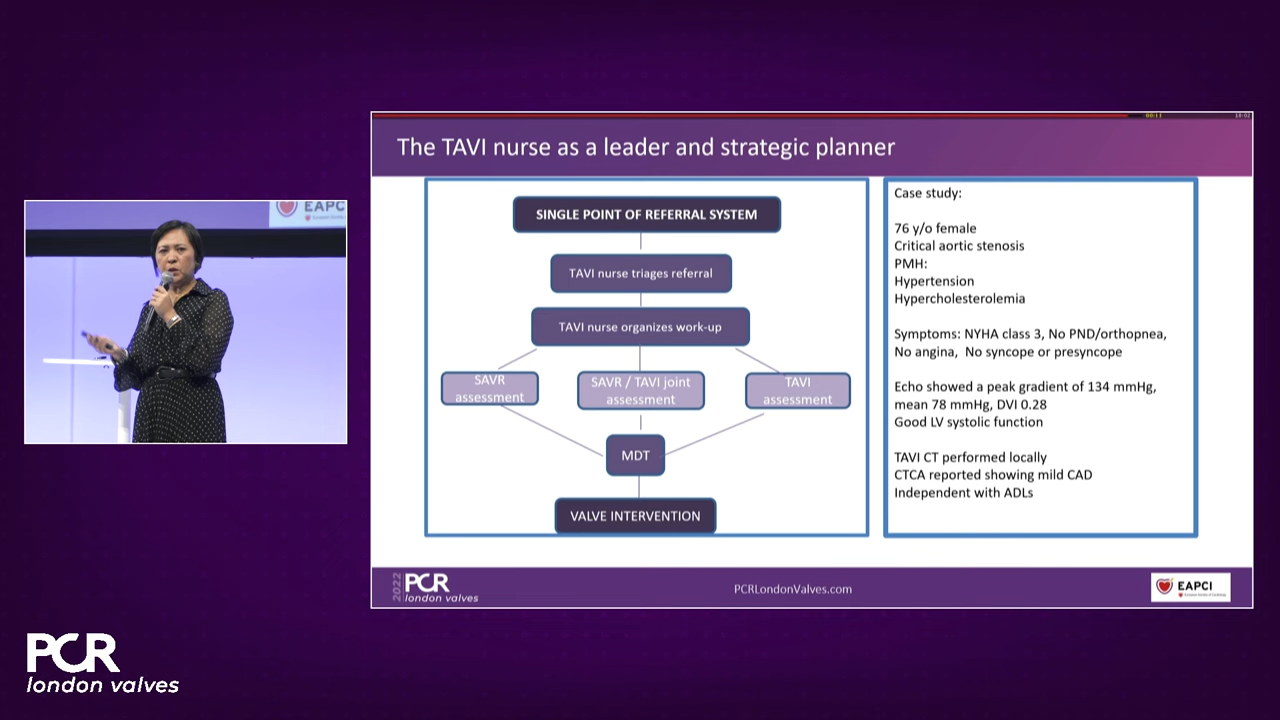 EAPC
The TAVI nurse as a leader and strategic planner
SINGLE POINT OF REFERRAL SYSTEM
TAVI nurse triages referral
TAVI nurse organizes work-up
SAVR
assessment
SAVR / TAVI joint
assessment
TAVI
assessment
MDT
VALVE INTERVENTION
Case study:
76 y/o female
Critical aortic stenosis
PMH:
Hypertension
Hypercholesterolemia
Symptoms: NYHA class 3, No PND/orthopnea,
No angina,  No syncope or presyncope
Echo showed a peak gradient of 134 mmHg,
mean 78 mmHg, DVI 0.28
Good LV systolic function
TAVI CT performed locally
CTCA reported showing mild CAD
Independent with ADLs
2022
PCR
london valves
PCRLondonValves.com
EAPCI
PCR
london valves